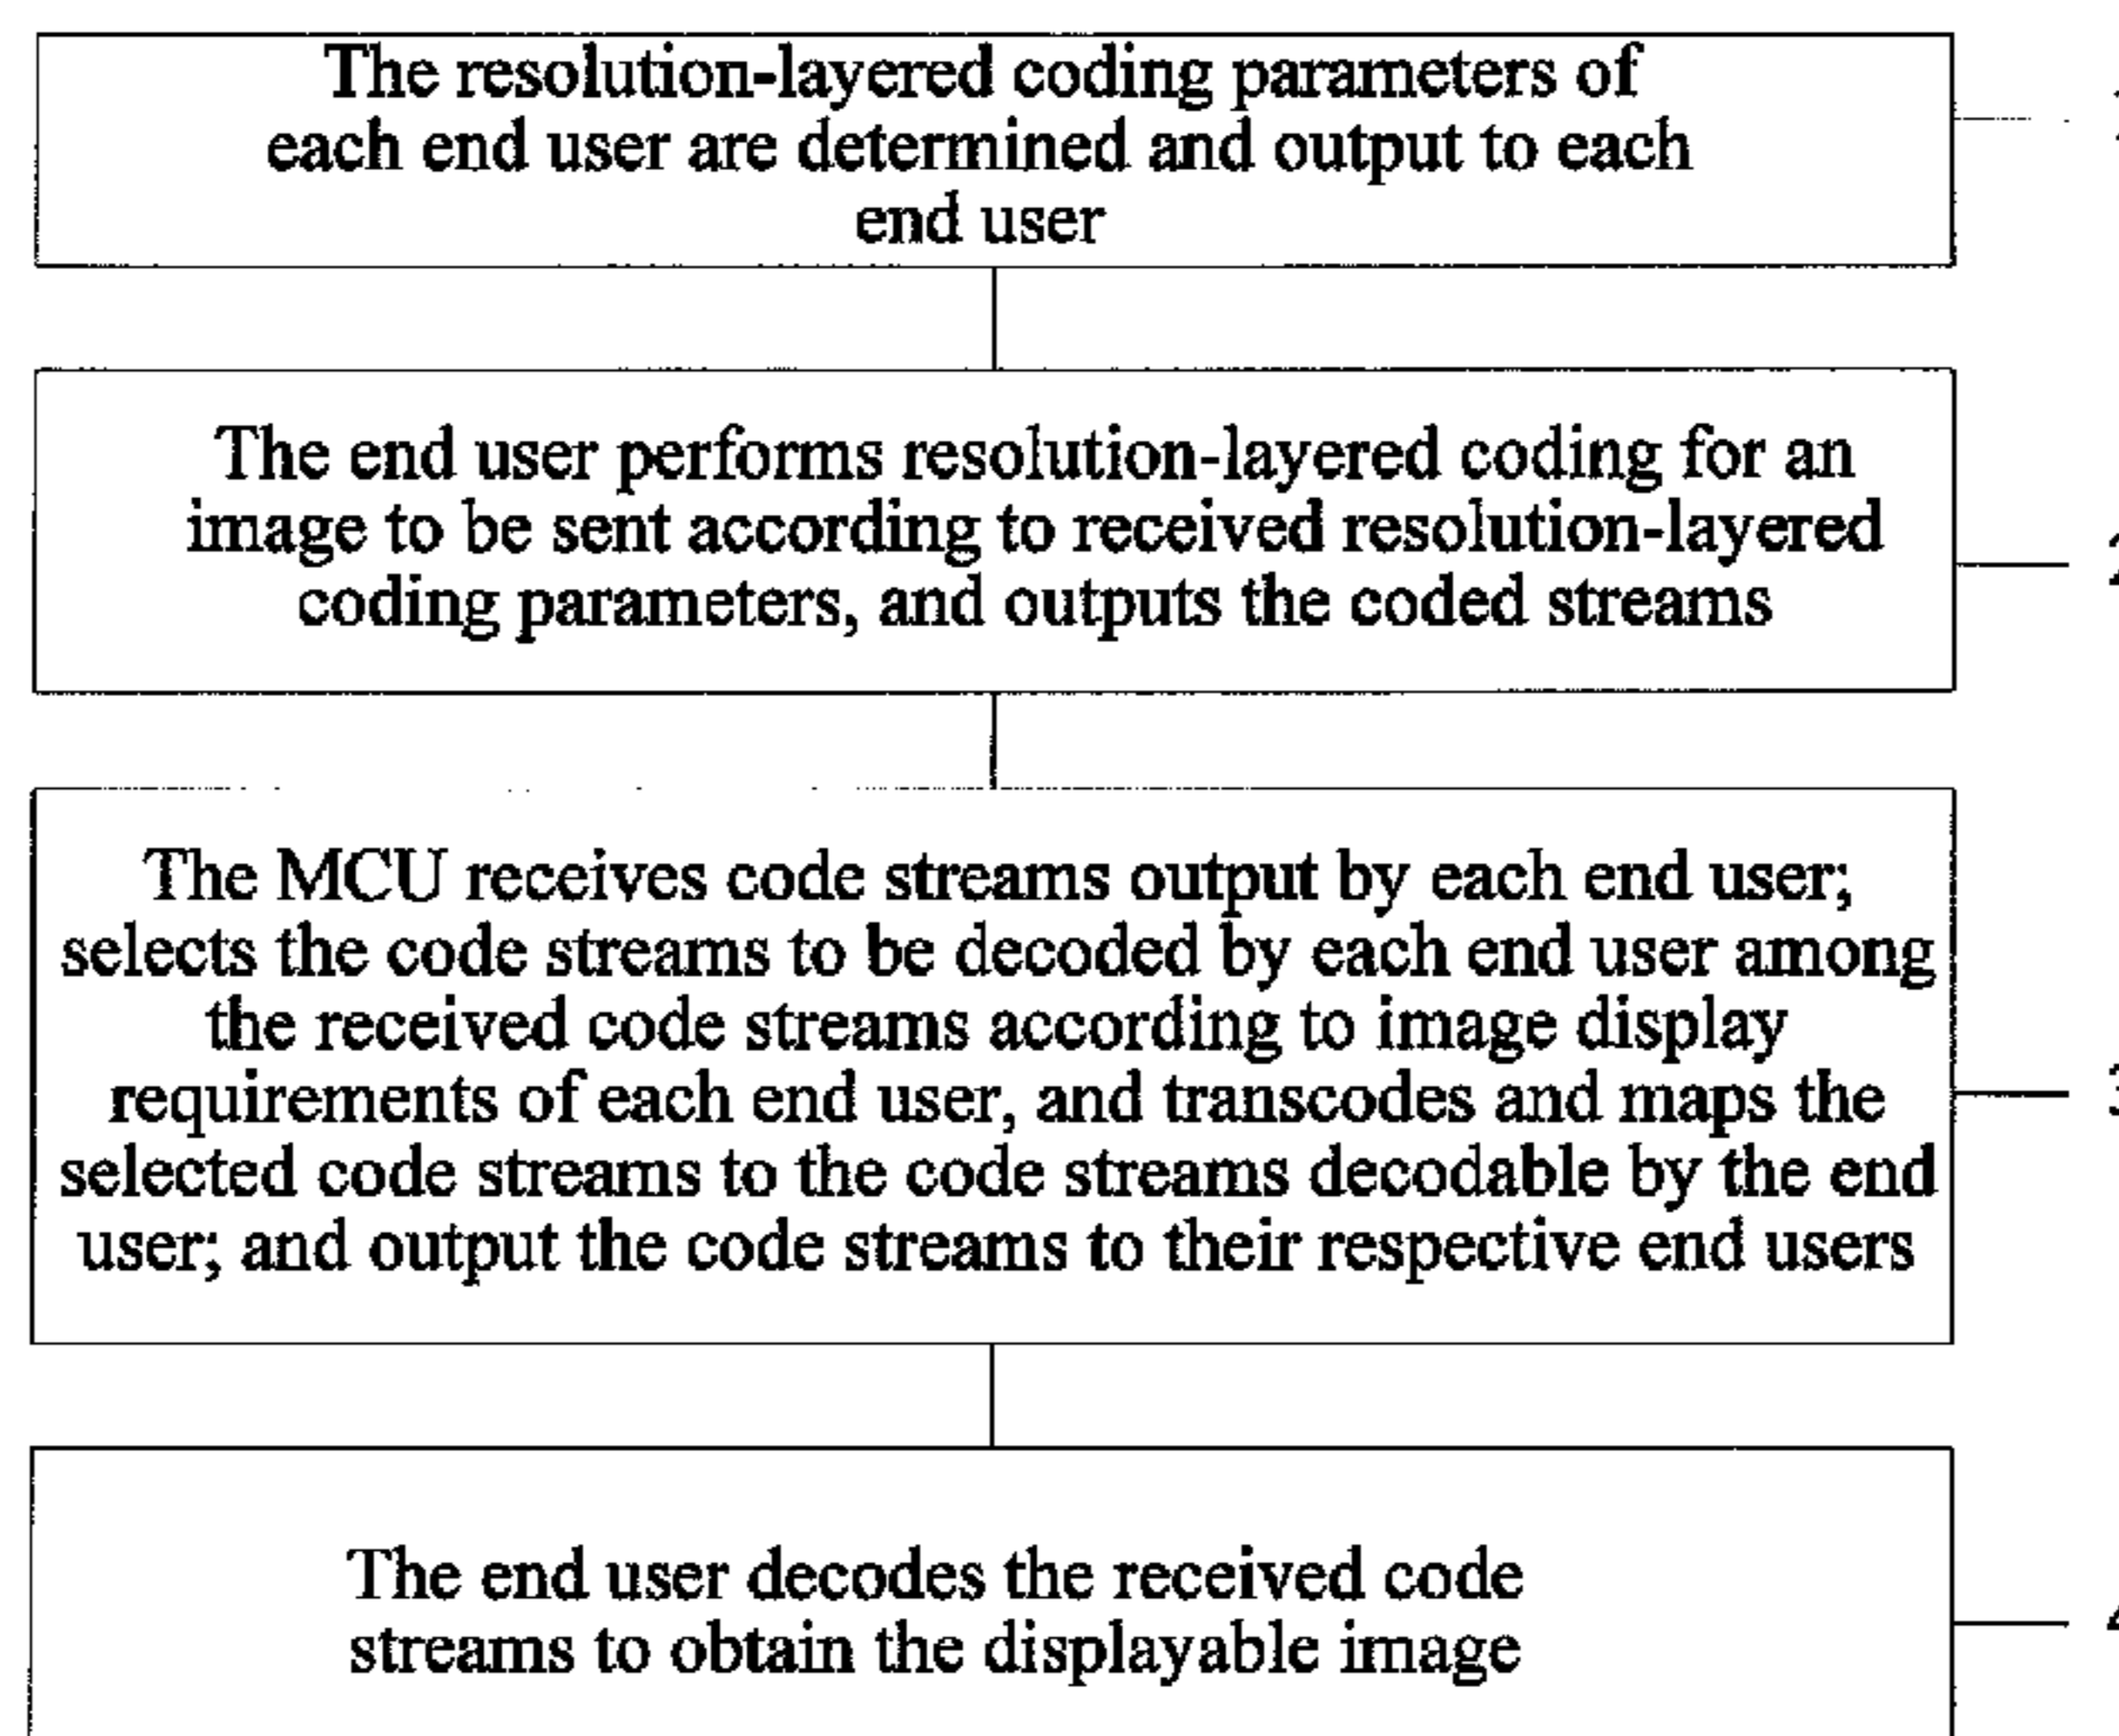 The resolution-layered coding parameters of
each end user are determined and output to each
end user
The end user performs resolution-layered coding for an
image to be sent according to received resolution-layered
coding parameters, and outputs the coded streams
The MCU receives code streams output by each end user;
selects the code streams to be decoded by each end user among
the received code streams according to image display
requirements of each end user, and transcodes and maps the
selected code streams to the code streams decodable by the end
user; and output the code streams to their respective end users
The end user decodes the received code
streams to obtain the displayable image